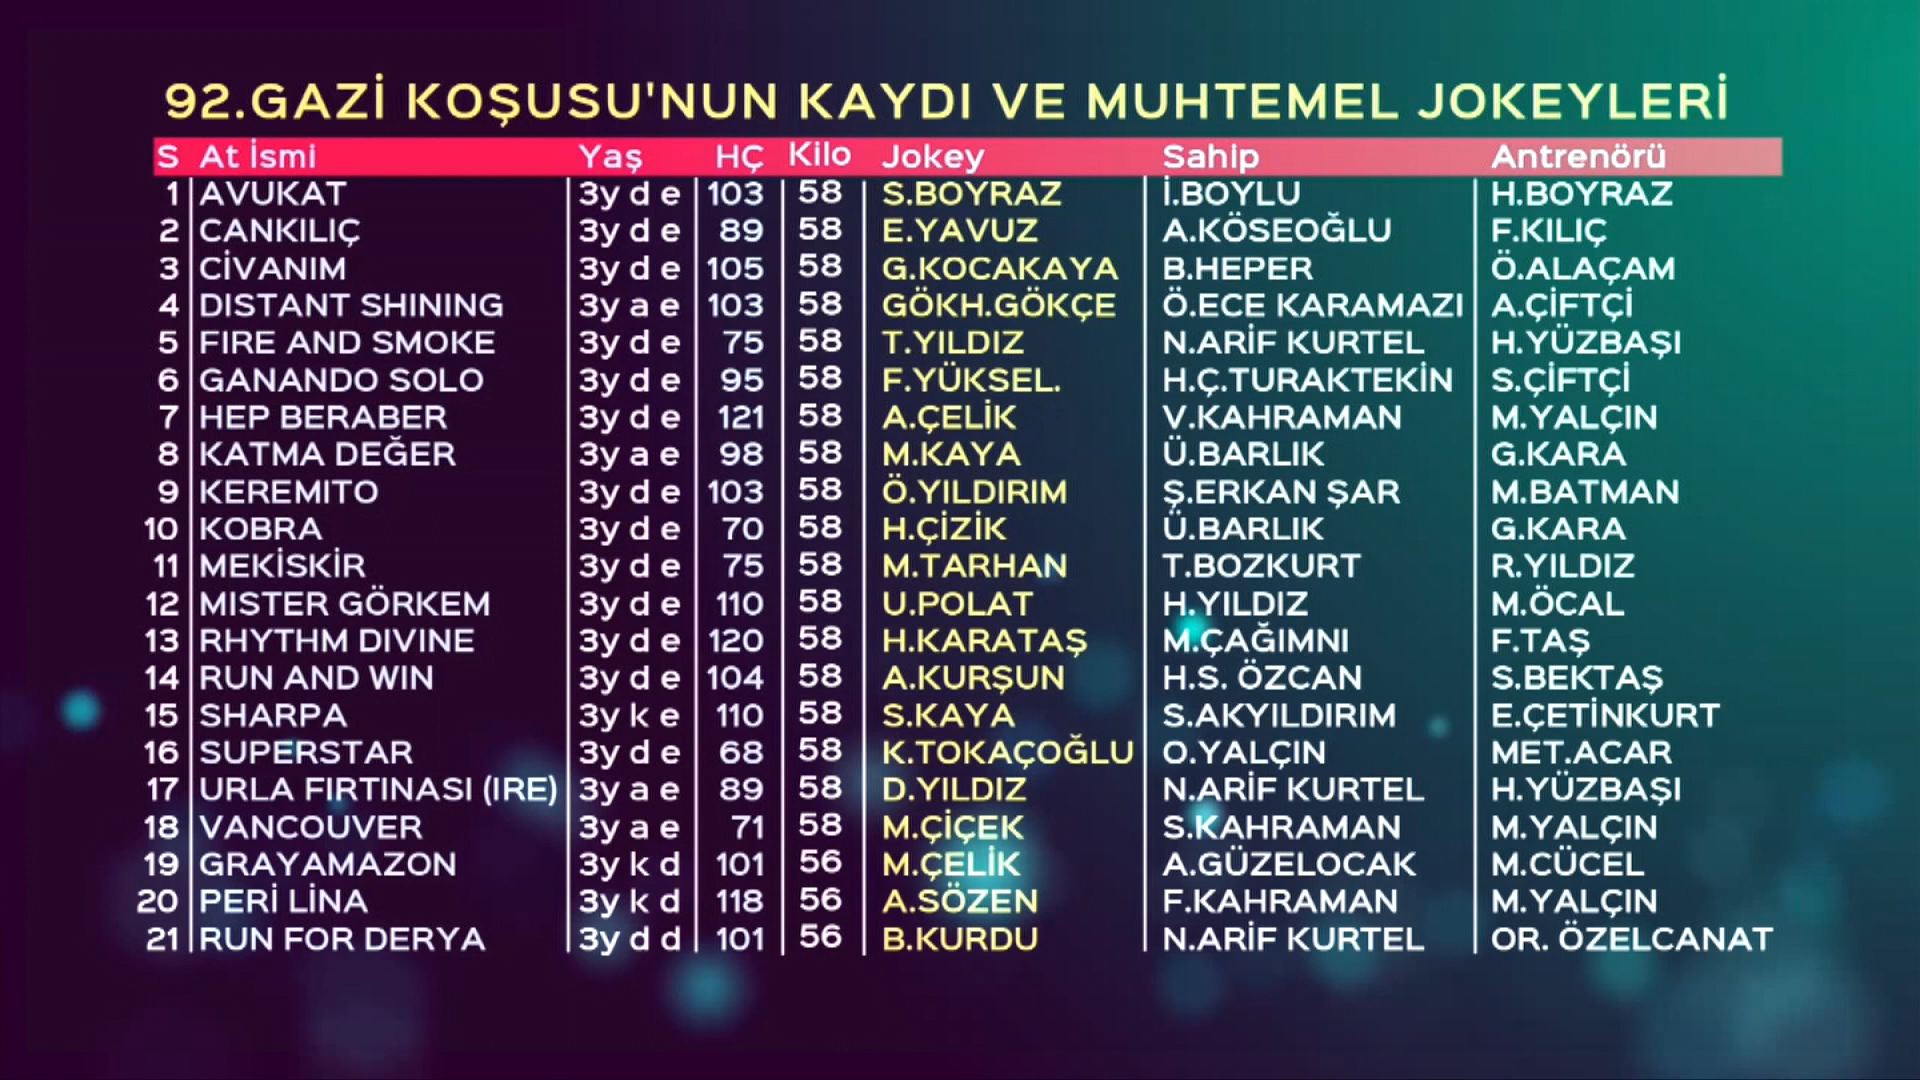 92.GAZİ KOŞUSU'NUN KAYDI VE MUHTEMEL JOKEYLERİ
S At İsmi Yaş HÇ Kilo Jokey Sahip Antrenörü
1 AVUKAT 3y d e 103 58 S.BOYRAZ İ.BOYLU H.BOYRAZ
2 CANKILIÇ 3y d e 89 58 E.YAVUZ A.KÖSEOĞLU F.KILIÇ
3 CİVANIM 3y d e 105 58 G.KOCAKAYA B.HEPER Ö.ALAÇAM
4 DISTANT SHINING 3y a e 103 58 GÖKH.GÖKÇE Ö.ECE KARAMAZI A.ÇİFTÇİ
5 FIRE AND SMOKE 3y d e 75 58 T.YILDIZ N.ARİF KURTEL H.YÜZBAŞI
6 GANANDO SOLO 3y d e 95 58 F.YÜKSEL. H.Ç.TURAKTEKİN S.ÇİFTÇİ
7 HEP BERABER 3y d e 121 58 A.ÇELİK V.KAHRAMAN M.YALÇIN
8 KATMA DEĞER 3y a e 98 58 M.KAYA Ü.BARLIK G.KARA
9 KEREMITO 3y d e 103 58 Ö.YILDIRIM Ş.ERKAN ŞAR M.BATMAN
10 KOBRA 3y d e 70 58 H.ÇİZİK Ü.BARLIK G.KARA
11 MEKİSKİR 3y d e 75 58 M.TARHAN T.BOZKURT R.YILDIZ
12 MISTER GÖRKEM 3y d e 110 58 U.POLAT H.YILDIZ M.ÖCAL
13 RHYTHM DIVINE 3y d e 120 58 H.KARATAŞ M.ÇAĞIMNI F.TAŞ
14 RUN AND WIN 3y d e 104 58 A.KURŞUN H.S. ÖZCAN S.BEKTAŞ
15 SHARPA 3y k e 110 58 S.KAYA S.AKYILDIRIM E.ÇETİNKURT
16 SUPERSTAR 3y d e 68 58 K.TOKAÇOĞLU O.YALÇIN MET.ACAR
17 URLA FIRTINASI (IRE) 3y a e 89 58 D.YILDIZ N.ARİF KURTEL H.YÜZBAŞI
18 VANCOUVER 3y a e 71 58 M.ÇİÇEK S.KAHRAMAN M.YALÇIN
19 GRAYAMAZON 3y k d 101 56 M.ÇELİK A.GÜZELOCAK M.CÜCEL
20 PERİ LİNA 3y k d 118 56 A.SÖZEN F.KAHRAMAN M.YALÇIN
21 RUN FOR DERYA 3y d d 101 56 B.KURDU N.ARİF KURTEL OR. ÖZELCANAT